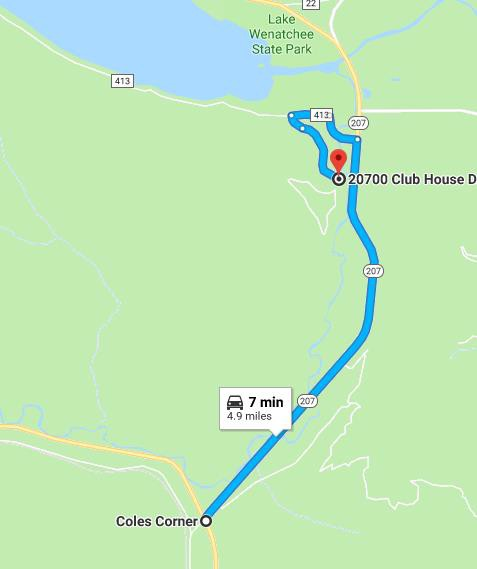 22
Lake
Wenatchee
State Park
413
413
207
20700 Club House D
207
7 min
4.9 miles
207
Coles Corner